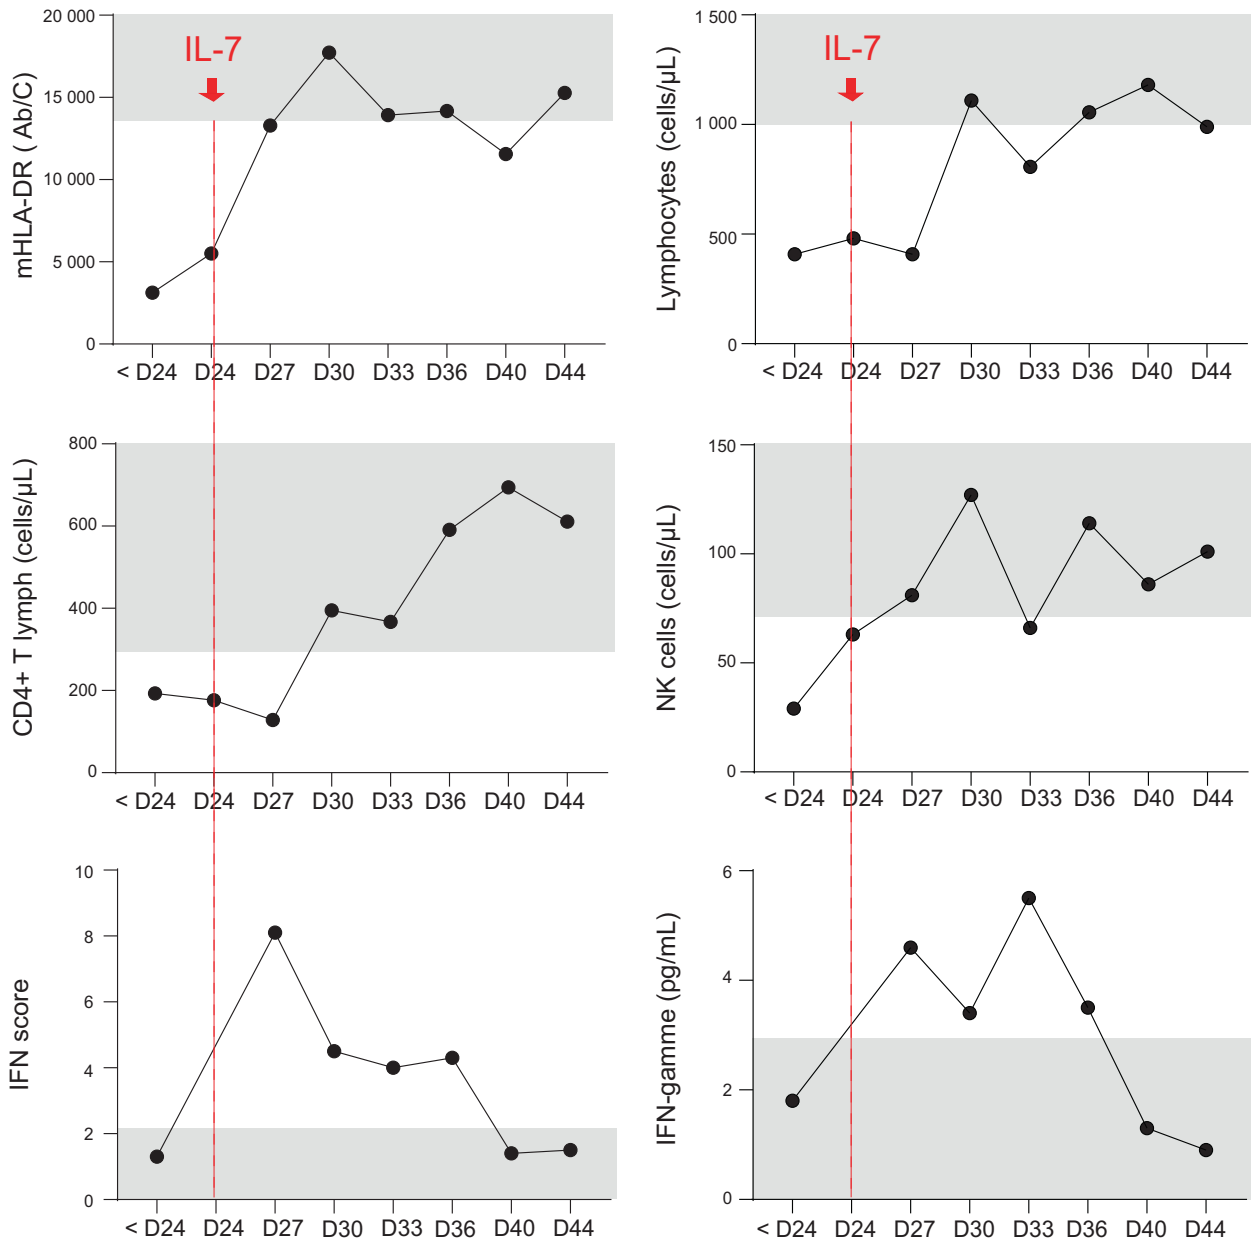 mHLA-DR ( Ab/C)
20 000
15 000
10 000
5 000
0
IL-7
< D24 D24 D27 D30 D33 D36 D40 D44
Lymphocytes (cells/µL)
1 500
1 000
500
0
IL-7
< D24 D24 D27 D30 D33 D36 D40 D44
CD4+ T lymph (cells/µL)
800
600
400
200
0
< D24 D24 D27 D30 D33 D36 D40 D44
NK cells (cells/µL)
150
100
50
0
< D24 D24 D27 D30 D33 D36 D40 D44
IFN score
10
8
6
4
2
0
< D24 D24 D27 D30 D33 D36 D40 D44
IFN-gamme (pg/mL)
6
4
2
0
< D24 D24 D27 D30 D33 D36 D40 D44